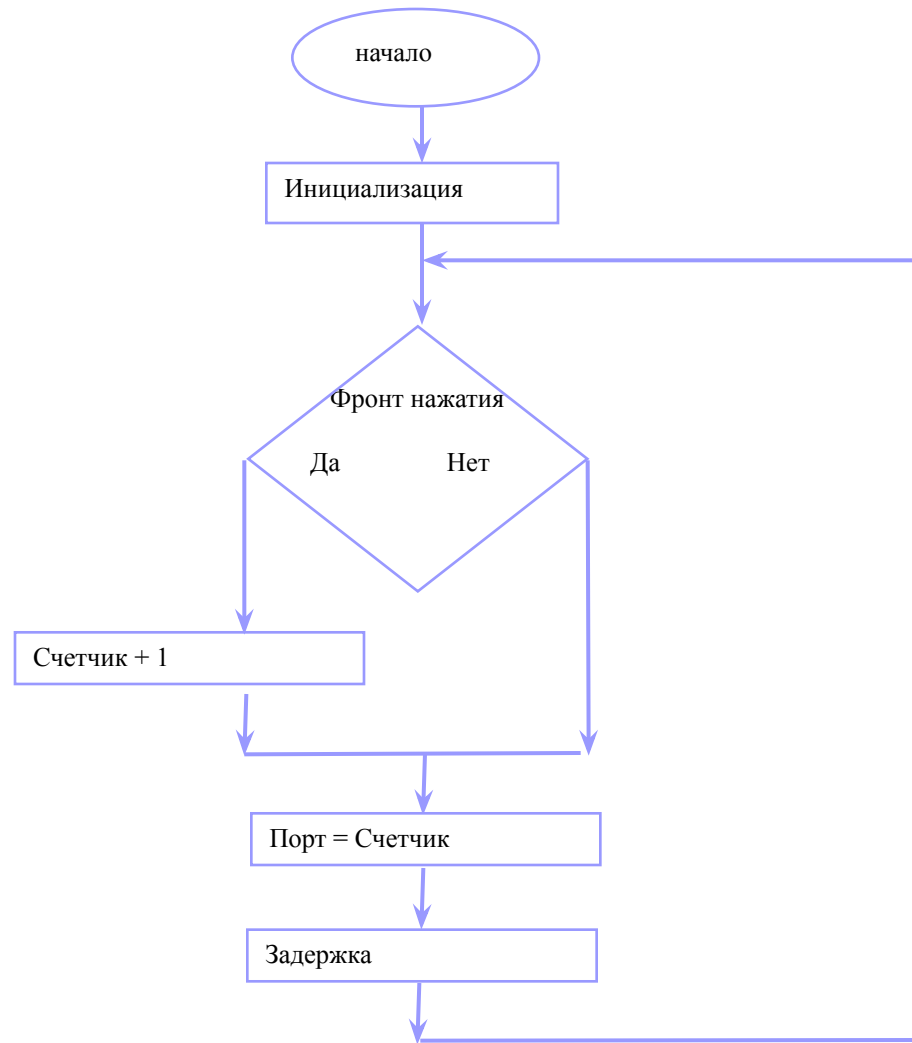 начало
Инициализация
Фронт нажатия
Да Нет
Счетчик + 1
Порт = Счетчик
Задержка